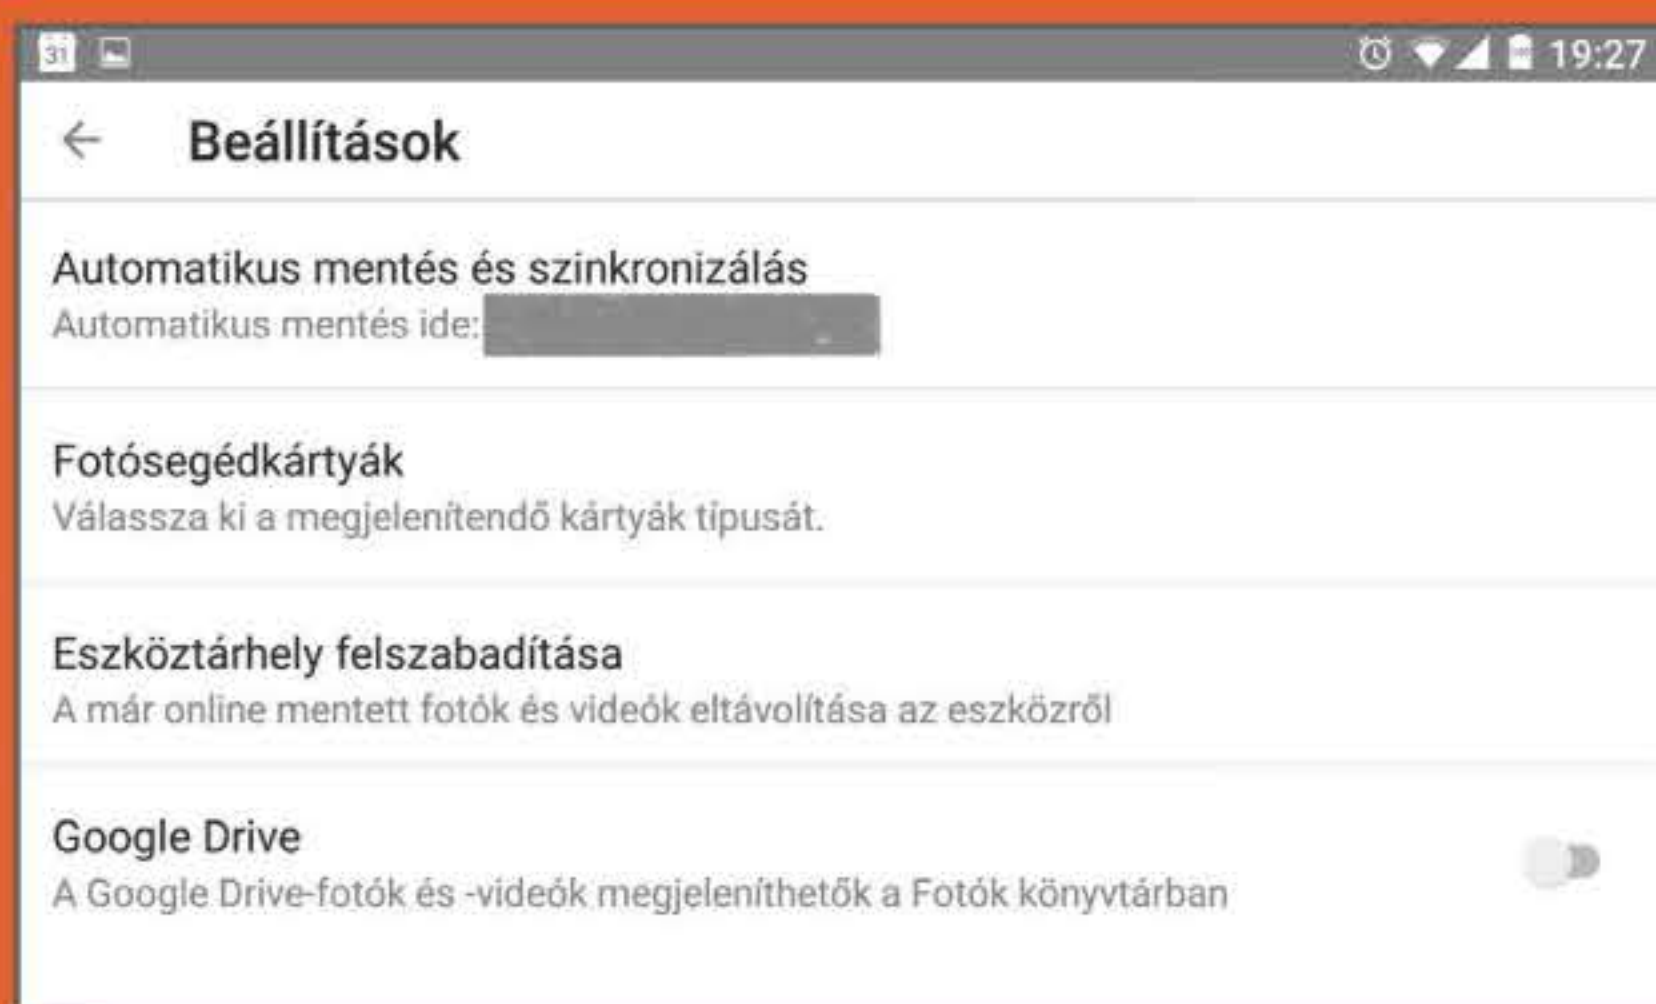 31
19:27
Beállítások
Automatikus mentés és szinkronizálás
Automatikus mentés ide:
Fotósegédkártyák
Válassza ki a megjelenítendő kártyák típusát.
Eszköztárhely felszabadítása
A már online mentett fotók és videók eltávolítása az eszközről
Google Drive
A Google Drive-fotók és -videók megjeleníthetők a Fotók könyvtárban